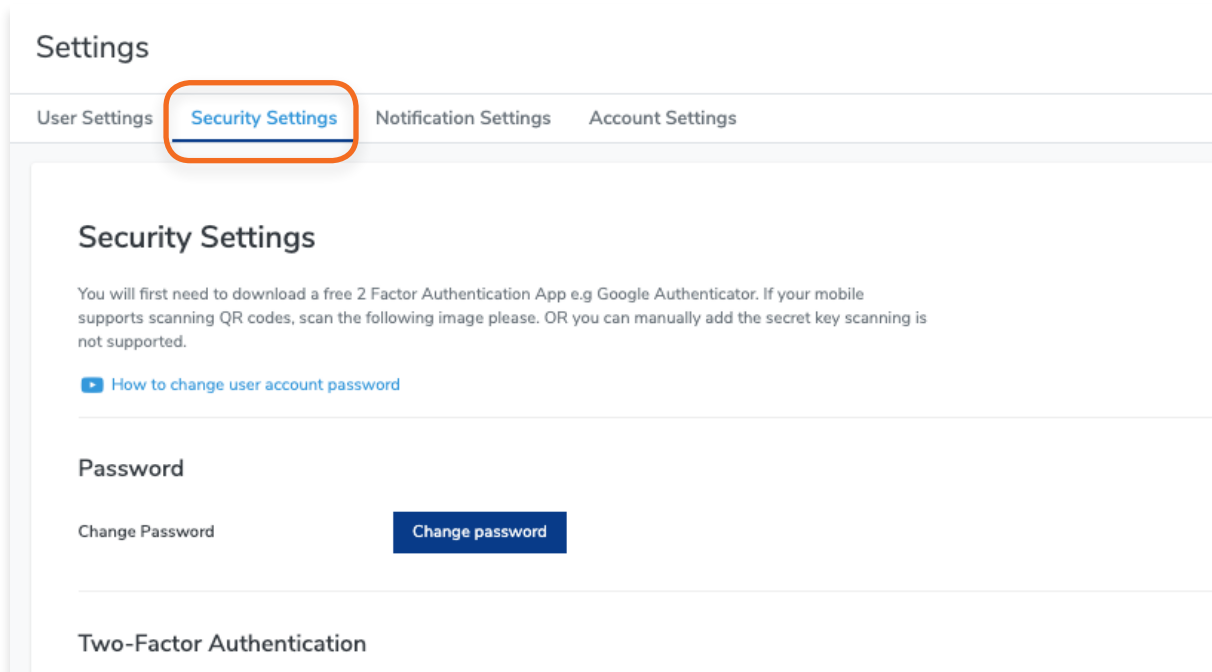 Settings
User Settings Security Settings Notification Settings Account Settings
Security Settings
You will first need to download a free 2 Factor Authentication App e.g Google Authenticator. If your mobile
supports scanning QR codes, scan the following image please. OR you can manually add the secret key scanning is
not supported.
How to change user account password
Password
Change Password Change password
Two-Factor Authentication